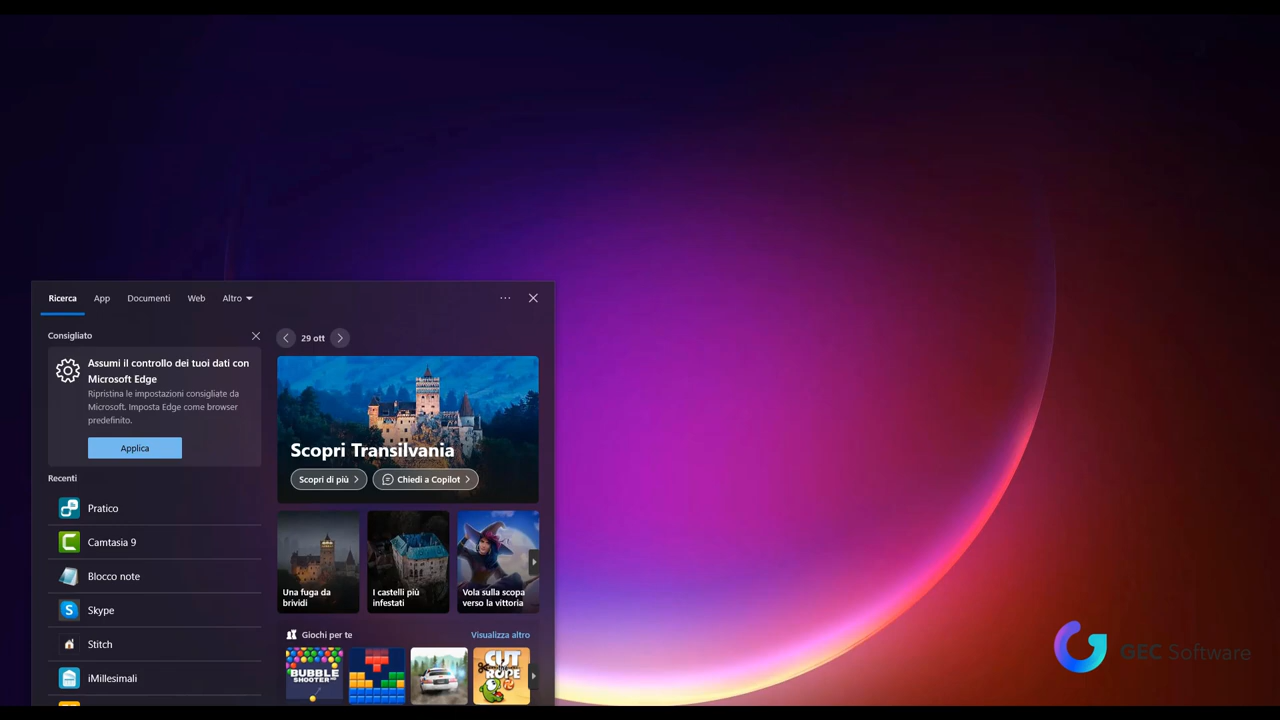 Ricerca App Documenti Web Altro
Consigliato
Assumi il controllo dei tuoi dati con
Microsoft Edge
Ripristina le impostazioni consigliate da
Microsoft. Imposta Edge come browser
predefinito.
Applica
Recenti
Pratico
Camtasia 9
Blocco note
Skype
Stitch
iMillesimali
29 ott
Scopri Transilvania
Scopri di più
Chiedi a Copilot
Una fuga da
brividi
I castelli più
infestati
Vola sulla scopa
verso la vittoria
Giochi per te
Visualizza altro
BUBBLE
SHOOTER
CUT
ROPE
GEC Software